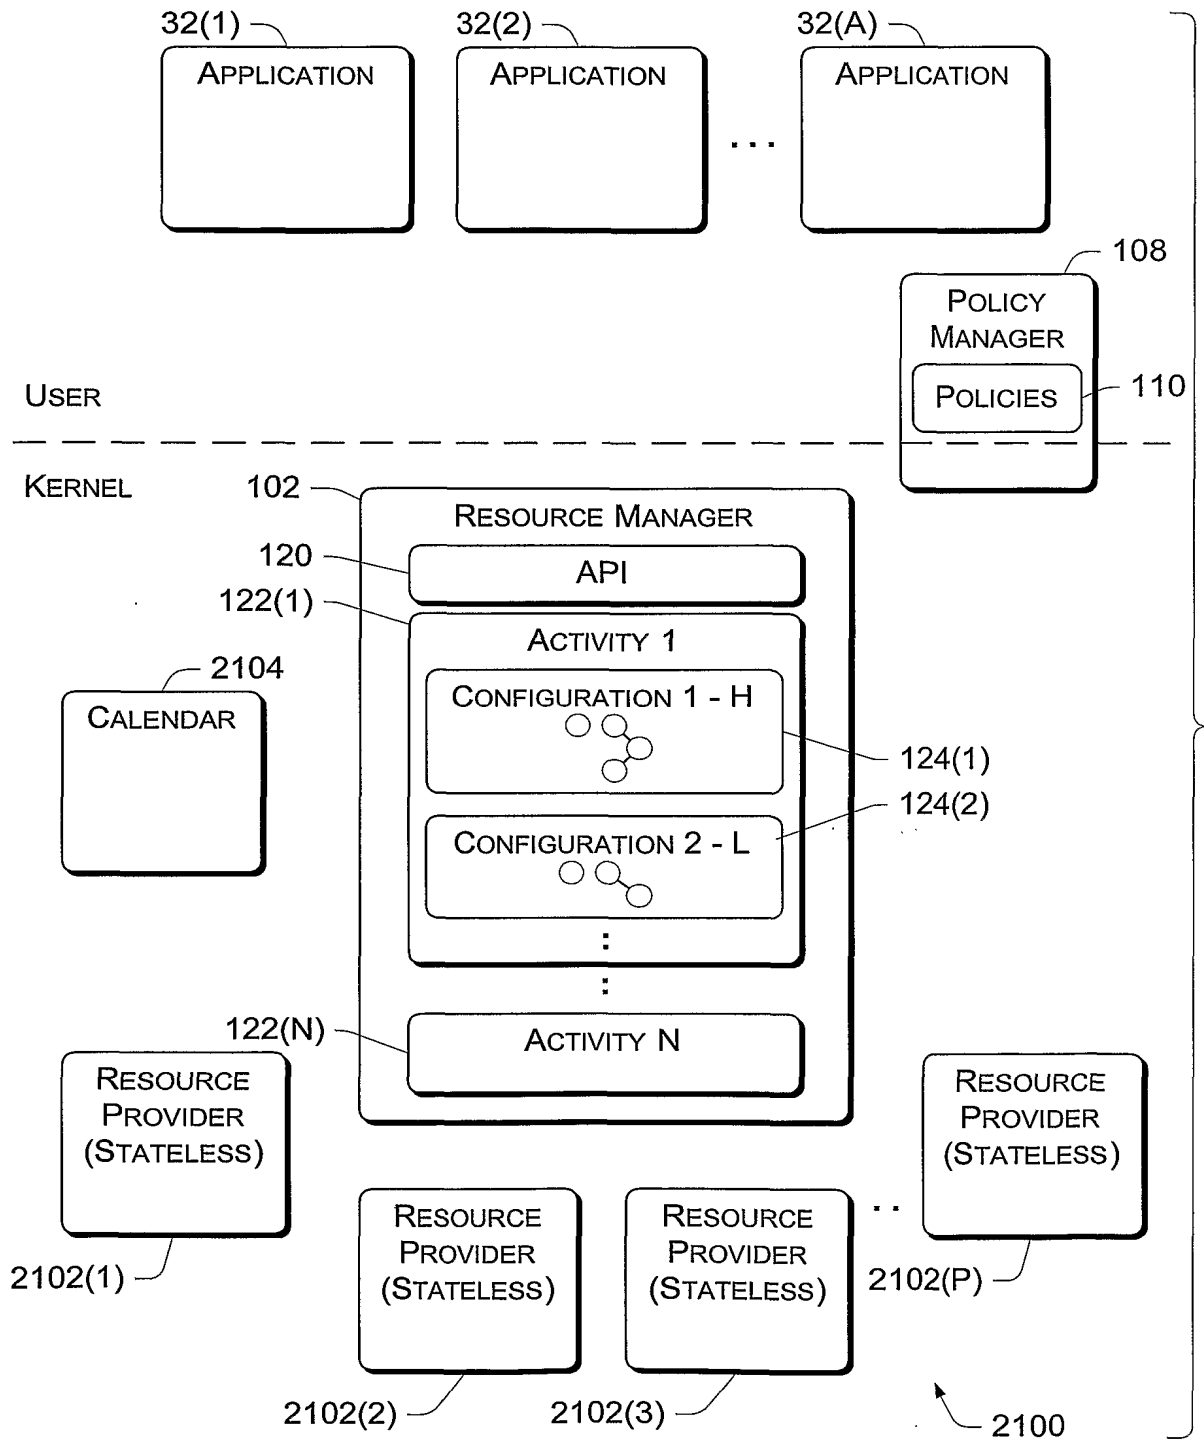 32(1)
32(2)
32(A)
APPLICATION
APPLICATION
APPLICATION
...
108
POLICY
MANAGER
POLICIES
110
USER
KERNEL
102
RESOURCE MANAGER
120
API
122(1)
ACTIVITY 1
2104
CALENDAR
CONFIGURATION 1 - H
124(1)
124(2)
CONFIGURATION 2 - L
122(N)
ACTIVITY N
RESOURCE
PROVIDER
(STATELESS)
2102(1)
RESOURCE
PROVIDER
(STATELESS)
2102(2)
RESOURCE
PROVIDER
(STATELESS)
2102(3)
RESOURCE
PROVIDER
(STATELESS)
2102(P)
2100